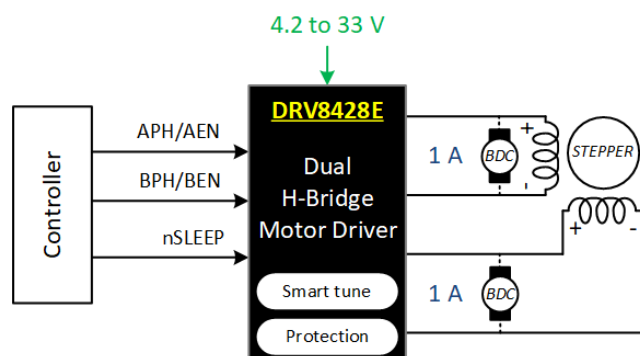 4.2 to 33 V
Controller
APH/AEN
BPH/BEN
nSLEEP
DRV8428E
Dual
H-Bridge
Motor Driver
Smart tune
Protection
+
1 A
BDC
-
STEPPER
+ -
1 A
BDC